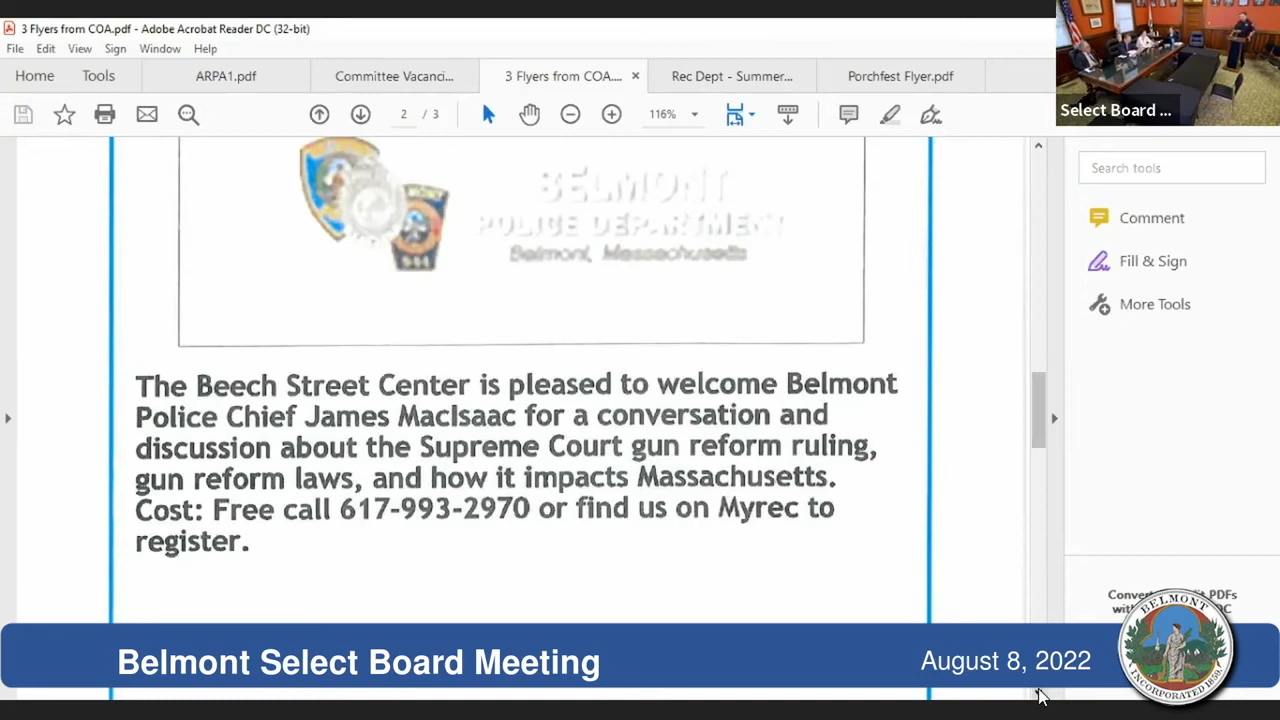 3 Flyers from COA.pdf - Adobe Acrobat Reader DC (32-bit)
File Edit View Sign Window Help
Home Tools ARPA1.pdf Committee Vacanci... 3 Flyers from COA.... × Rec Dept - Summer... Porchfest Flyer.pdf
2 / 3 116%
Select Board ...
Search tools
Comment
Fill & Sign
More Tools
BELMONT
POLICE DEPARTMENT
Belmont, Massachusetts
The Beech Street Center is pleased to welcome Belmont
Police Chief James MacIsaac for a conversation and
discussion about the Supreme Court gun reform ruling,
gun reform laws, and how it impacts Massachusetts.
Cost: Free call 617-993-2970 or find us on Myrec to
register.
Belmont Select Board Meeting
August 8, 2022
BELMONT
INCORPORATED 1859